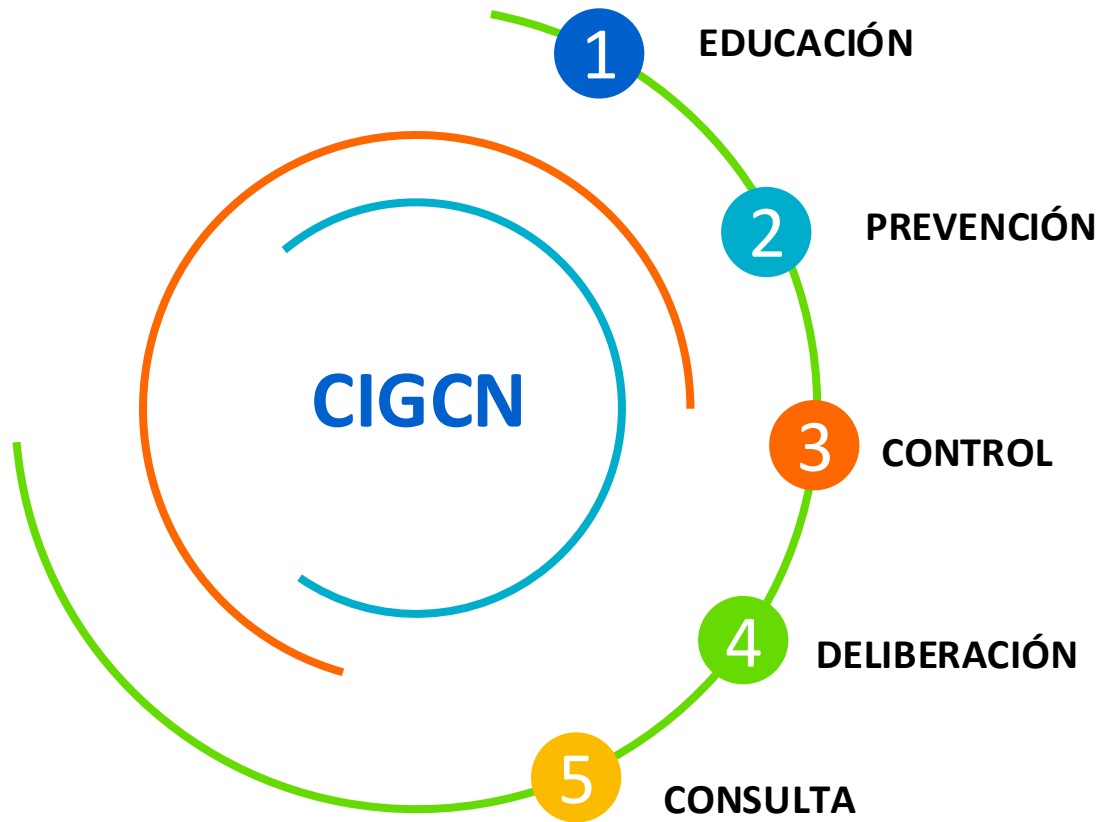 1
EDUCACIÓN
2
PREVENCIÓN
CIGCN
3
CONTROL
4
DELIBERACIÓN
5
CONSULTA